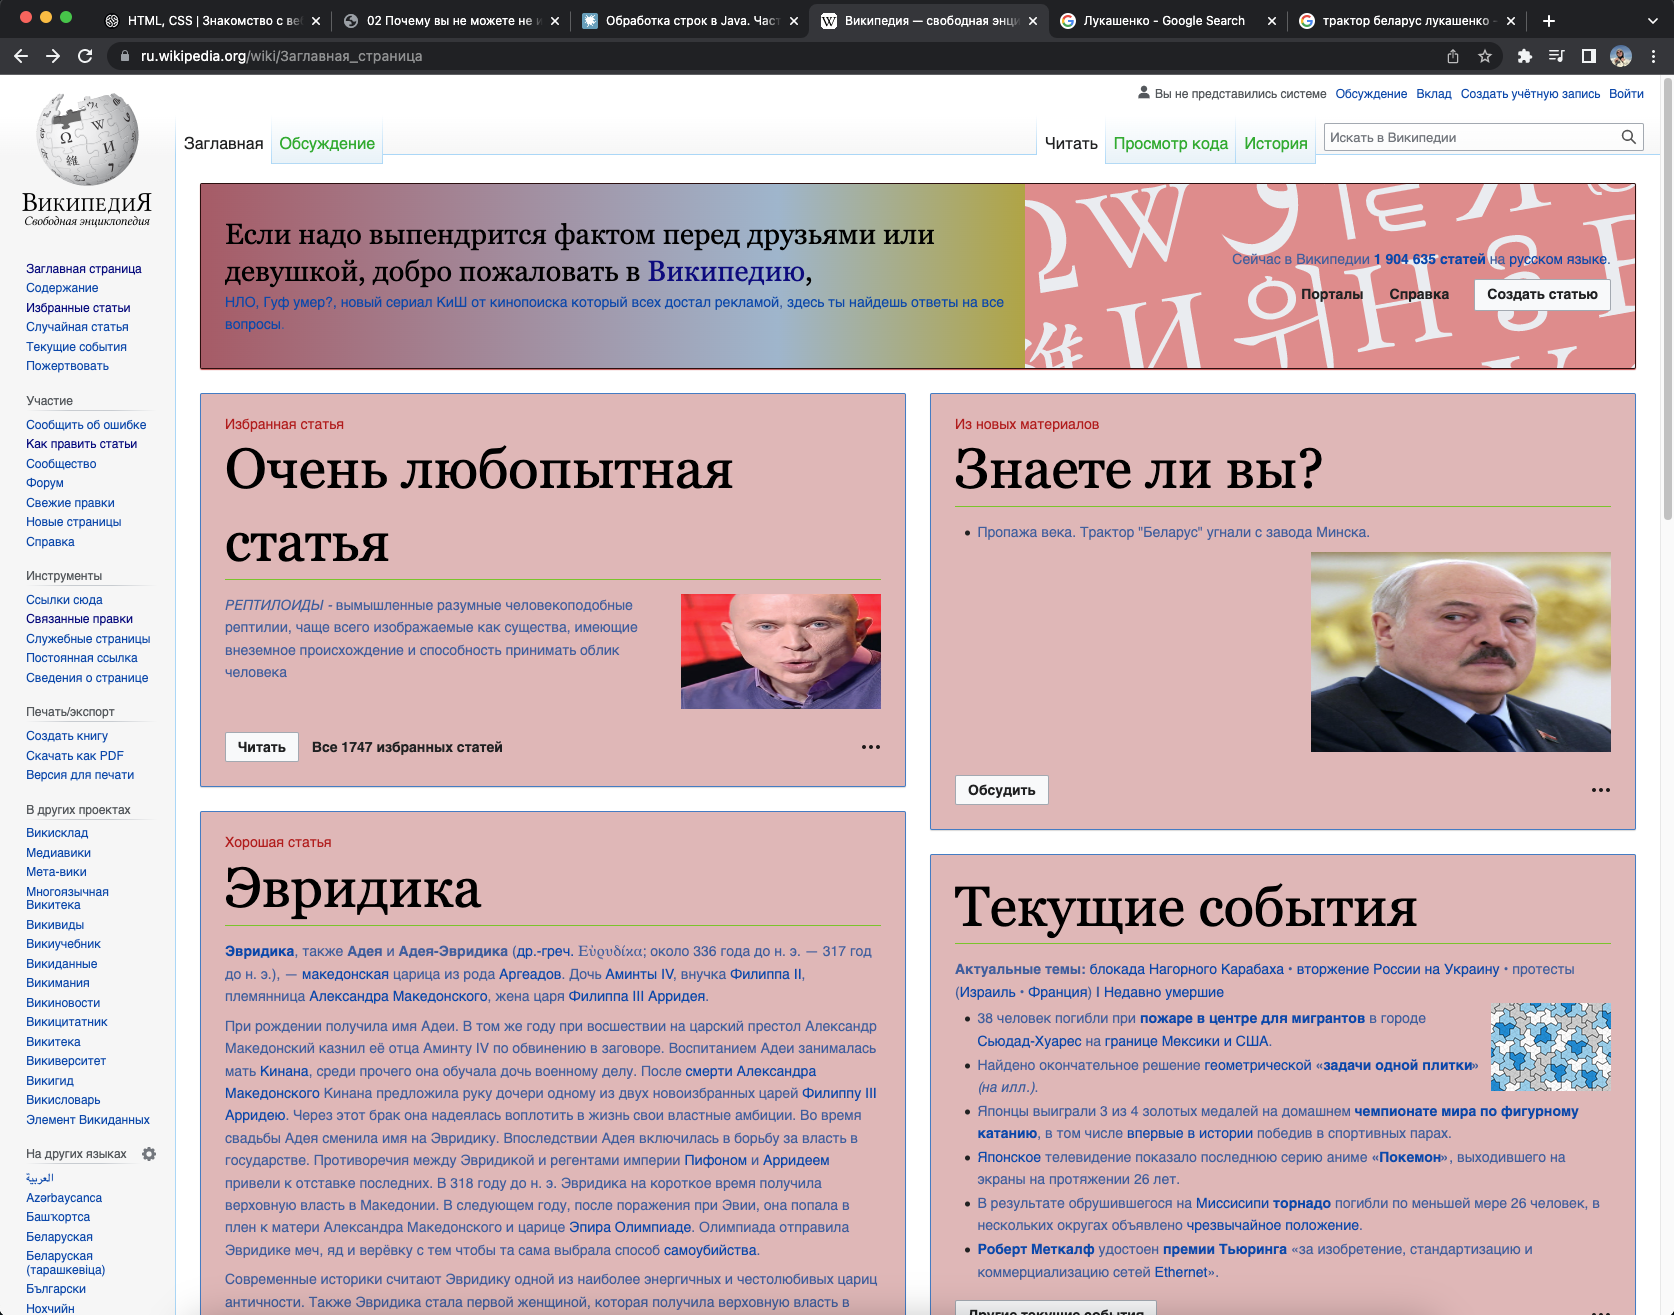 HTML, CSS | Знакомство с ве
02 Почему вы не можете не и
Обработка строк в Java. Част
Википедия — свободная энци
Лукашенко - Google Search
трактор беларус лукашенко -
ru.wikipedia.org/wiki/Заглавная_страница
Вы не представились системе Обсуждение Вклад Создать учётную запись Войти
Заглавная Обсуждение Читать Просмотр кода История Искать в Википедии
ВикипедиЯ
Свободная энциклопедия
Заглавная страница
Содержание
Избранные статьи
Случайная статья
Текущие события
Пожертвовать
Участие
Сообщить об ошибке
Как править статьи
Сообщество
Форум
Свежие правки
Новые страницы
Справка
Инструменты
Ссылки сюда
Связанные правки
Служебные страницы
Постоянная ссылка
Сведения о странице
Печать/экспорт
Создать книгу
Скачать как PDF
Версия для печати
В других проектах
Викисклад
Медиавики
Мета-вики
Многоязычная
Викитека
Викивиды
Викиучебник
Викиданные
Викимания
Викиновости
Викицитатник
Викитека
Викиверситет
Викигид
Викисловарь
Элемент Викиданных
На других языках
العربية
Azərbaycanca
Башҡортса
Беларуская
Беларуская
(тарашкевіца)
Български
Нохчийн
Если надо выпендрится фактом перед друзьями или
девушкой, добро пожаловать в Википедию,
НЛО, Гуф умер?, новый сериал КиШ от кинопоиска который всех достал рекламой, здесь ты найдешь ответы на все
вопросы.
Сейчас в Википедии 1 904 635 статей на русском языке.
Порталы Справка Создать статью
Избранная статья
Очень любопытная
статья
РЕПТИЛОИДЫ - вымышленные разумные человекоподобные
рептилии, чаще всего изображаемые как существа, имеющие
внеземное происхождение и способность принимать облик
человека
Читать Все 1747 избранных статей
Хорошая статья
Эвридика
Эвридика, также Адея и Адея-Эвридика (др.-греч. Εὐρυδίκα; около 336 года до н. э. — 317 год
до н. э.), — македонская царица из рода Аргеадов. Дочь Аминты IV, внучка Филиппа II,
племянница Александра Македонского, жена царя Филиппа III Арридея.
При рождении получила имя Адеи. В том же году при восшествии на царский престол Александр
Македонский казнил её отца Аминту IV по обвинению в заговоре. Воспитанием Адеи занималась
мать Кинана, среди прочего она обучала дочь военному делу. После смерти Александра
Македонского Кинана предложила руку дочери одному из двух новоизбранных царей Филиппу III
Арридею. Через этот брак она надеялась воплотить в жизнь свои властные амбиции. Во время
свадьбы Адея сменила имя на Эвридику. Впоследствии Адея включилась в борьбу за власть в
государстве. Противоречия между Эвридикой и регентами империи Пифоном и Арридеем
привели к отставке последних. В 318 году до н. э. Эвридика на короткое время получила
верховную власть в Македонии. В следующем году, после поражения при Эвии, она попала в
плен к матери Александра Македонского и царице Эпира Олимпиаде. Олимпиада отправила
Эвридике меч, яд и верёвку с тем чтобы та сама выбрала способ самоубийства.
Современные историки считают Эвридику одной из наиболее энергичных и честолюбивых цариц
античности. Также Эвридика стала первой женщиной, которая получила верховную власть в
Из новых материалов
Знаете ли вы?
Пропажа века. Трактор "Беларус" угнали с завода Минска.
Обсудить
Текущие события
Актуальные темы: блокада Нагорного Карабаха • вторжение России на Украину • протесты
(Израиль • Франция) I Недавно умершие
38 человек погибли при пожаре в центре для мигрантов в городе
Сьюдад-Хуарес на границе Мексики и США.
Найдено окончательное решение геометрической «задачи одной плитки»
(на илл.).
Японцы выиграли 3 из 4 золотых медалей на домашнем чемпионате мира по фигурному
катанию, в том числе впервые в истории победив в спортивных парах.
Японское телевидение показало последнюю серию аниме «Покемон», выходившего на
экраны на протяжении 26 лет.
В результате обрушившегося на Миссисипи торнадо погибли по меньшей мере 26 человек, в
нескольких округах объявлено чрезвычайное положение.
Роберт Меткалф удостоен премии Тьюринга «за изобретение, стандартизацию и
коммерциализацию сетей Ethernet».
Другие текущие события